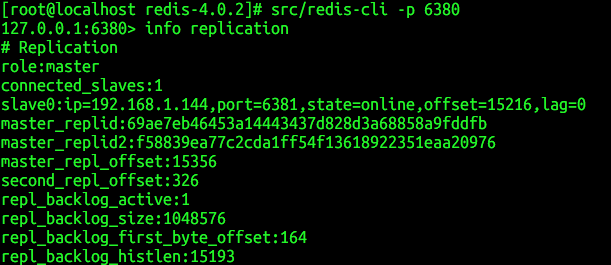 [root@localhost redis-4.0.2]# src/redis-cli -p 6380
127.0.0.1:6380> info replication
# Replication
role:master
connected_slaves:1
slave0:ip=192.168.1.144,port=6381,state=online,offset=15216,lag=0
master_replid:69ae7eb46453a14443437d828d3a68858a9fddfb
master_replid2:f58839ea77c2cda1ff54f13618922351eaa20976
master_repl_offset:15356
second_repl_offset:326
repl_backlog_active:1
repl_backlog_size:1048576
repl_backlog_first_byte_offset:164
repl_backlog_histlen:15193